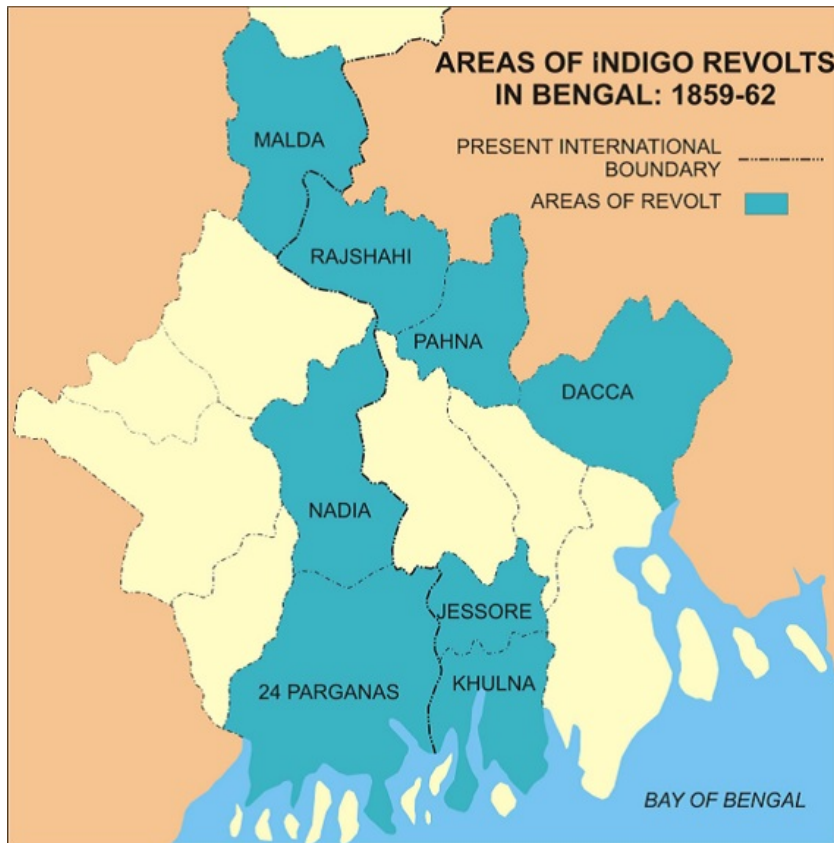 AREAS OF INDIGO REVOLTS
IN BENGAL: 1859-62
PRESENT INTERNATIONAL
BOUNDARY
AREAS OF REVOLT
MALDA
RAJSHAHI
PAHNA
DACCA
NADIA
JESSORE
24 PARGANAS
KHULNA
BAY OF BENGAL